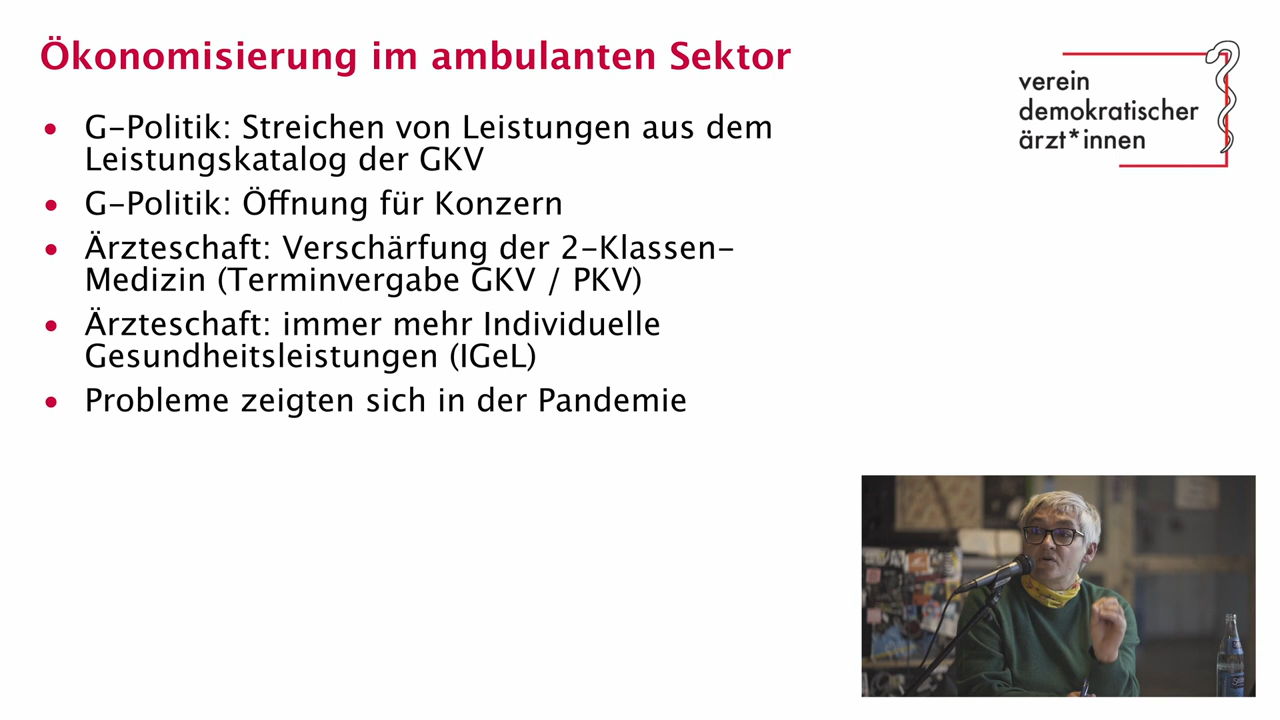 Ökonomisierung im ambulanten Sektor
verein
demokratischer
ärzt*innen
• G-Politik: Streichen von Leistungen aus dem
Leistungskatalog der GKV
• G-Politik: Öffnung für Konzern
• Ärzteschaft: Verschärfung der 2-Klassen-
Medizin (Terminvergabe GKV / PKV)
• Ärzteschaft: immer mehr Individuelle
Gesundheitsleistungen (IGeL)
• Probleme zeigten sich in der Pandemie